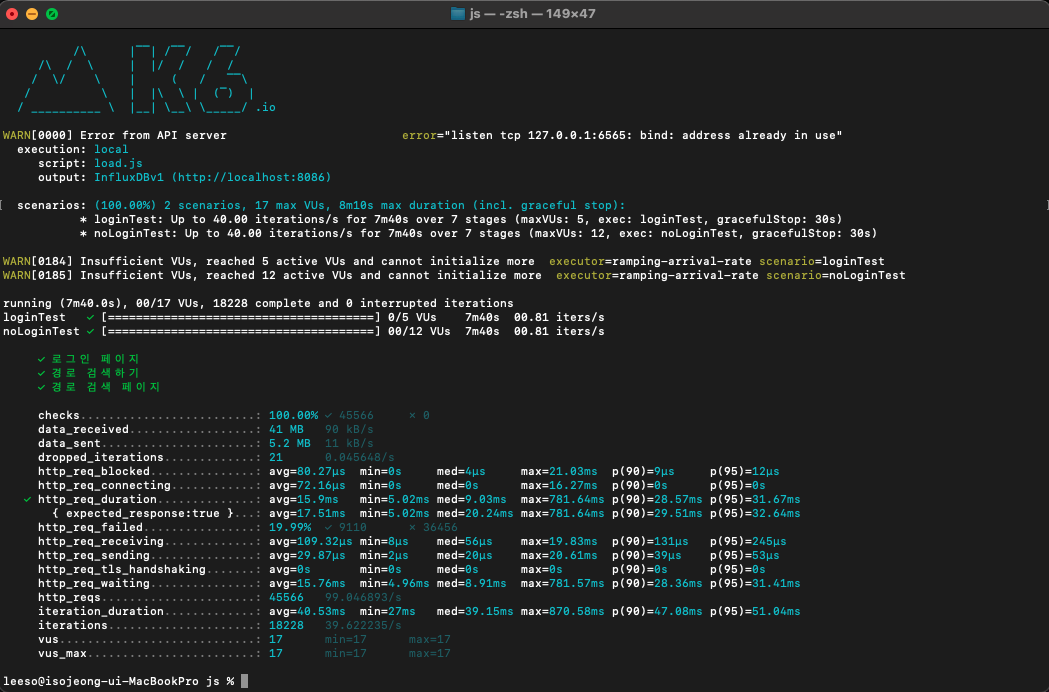 js — -zsh — 149×47
.io
WARN[0000] Error from API server error="listen tcp 127.0.0.1:6565: bind: address already in use"
execution: local
script: load.js
output: InfluxDBv1 (http://localhost:8086)
scenarios: (100.00%) 2 scenarios, 17 max VUs, 8m10s max duration (incl. graceful stop):
* loginTest: Up to 40.00 iterations/s for 7m40s over 7 stages (maxVUs: 5, exec: loginTest, gracefulStop: 30s)
* noLoginTest: Up to 40.00 iterations/s for 7m40s over 7 stages (maxVUs: 12, exec: noLoginTest, gracefulStop: 30s)
WARN[0184] Insufficient VUs, reached 5 active VUs and cannot initialize more executor=ramping-arrival-rate scenario=loginTest
WARN[0185] Insufficient VUs, reached 12 active VUs and cannot initialize more executor=ramping-arrival-rate scenario=noLoginTest
running (7m40.0s), 00/17 VUs, 18228 complete and 0 interrupted iterations
loginTest ✓ [======================================] 0/5 VUs 7m40s 00.81 iters/s
noLoginTest ✓ [======================================] 00/12 VUs 7m40s 00.81 iters/s
✓ 로그인 페이지
✓ 경로 검색하기
✓ 경로 검색 페이지
checks.........................: 100.00% ✓ 45566 ✗ 0
data_received..................: 41 MB 90 kB/s
data_sent......................: 5.2 MB 11 kB/s
dropped_iterations.............: 21 0.045648/s
http_req_blocked...............: avg=80.27µs min=0s med=4µs max=21.03ms p(90)=9µs p(95)=12µs
http_req_connecting............: avg=72.16µs min=0s med=0s max=16.27ms p(90)=0s p(95)=0s
✓ http_req_duration..............: avg=15.9ms min=5.02ms med=9.03ms max=781.64ms p(90)=28.57ms p(95)=31.67ms
{ expected_response:true }...: avg=17.51ms min=5.02ms med=20.24ms max=781.64ms p(90)=29.51ms p(95)=32.64ms
http_req_failed................: 19.99% ✓ 9110 ✗ 36456
http_req_receiving.............: avg=109.32µs min=8µs med=56µs max=19.83ms p(90)=131µs p(95)=245µs
http_req_sending...............: avg=29.87µs min=2µs med=20µs max=20.61ms p(90)=39µs p(95)=53µs
http_req_tls_handshaking.......: avg=0s min=0s med=0s max=0s p(90)=0s p(95)=0s
http_req_waiting...............: avg=15.76ms min=4.96ms med=8.91ms max=781.57ms p(90)=28.36ms p(95)=31.41ms
http_reqs......................: 45566 99.046893/s
iteration_duration.............: avg=40.53ms min=27ms med=39.15ms max=870.58ms p(90)=47.08ms p(95)=51.04ms
iterations.....................: 18228 39.622235/s
vus............................: 17 min=17 max=17
vus_max........................: 17 min=17 max=17
leeso@isojeong-ui-MacBookPro js %